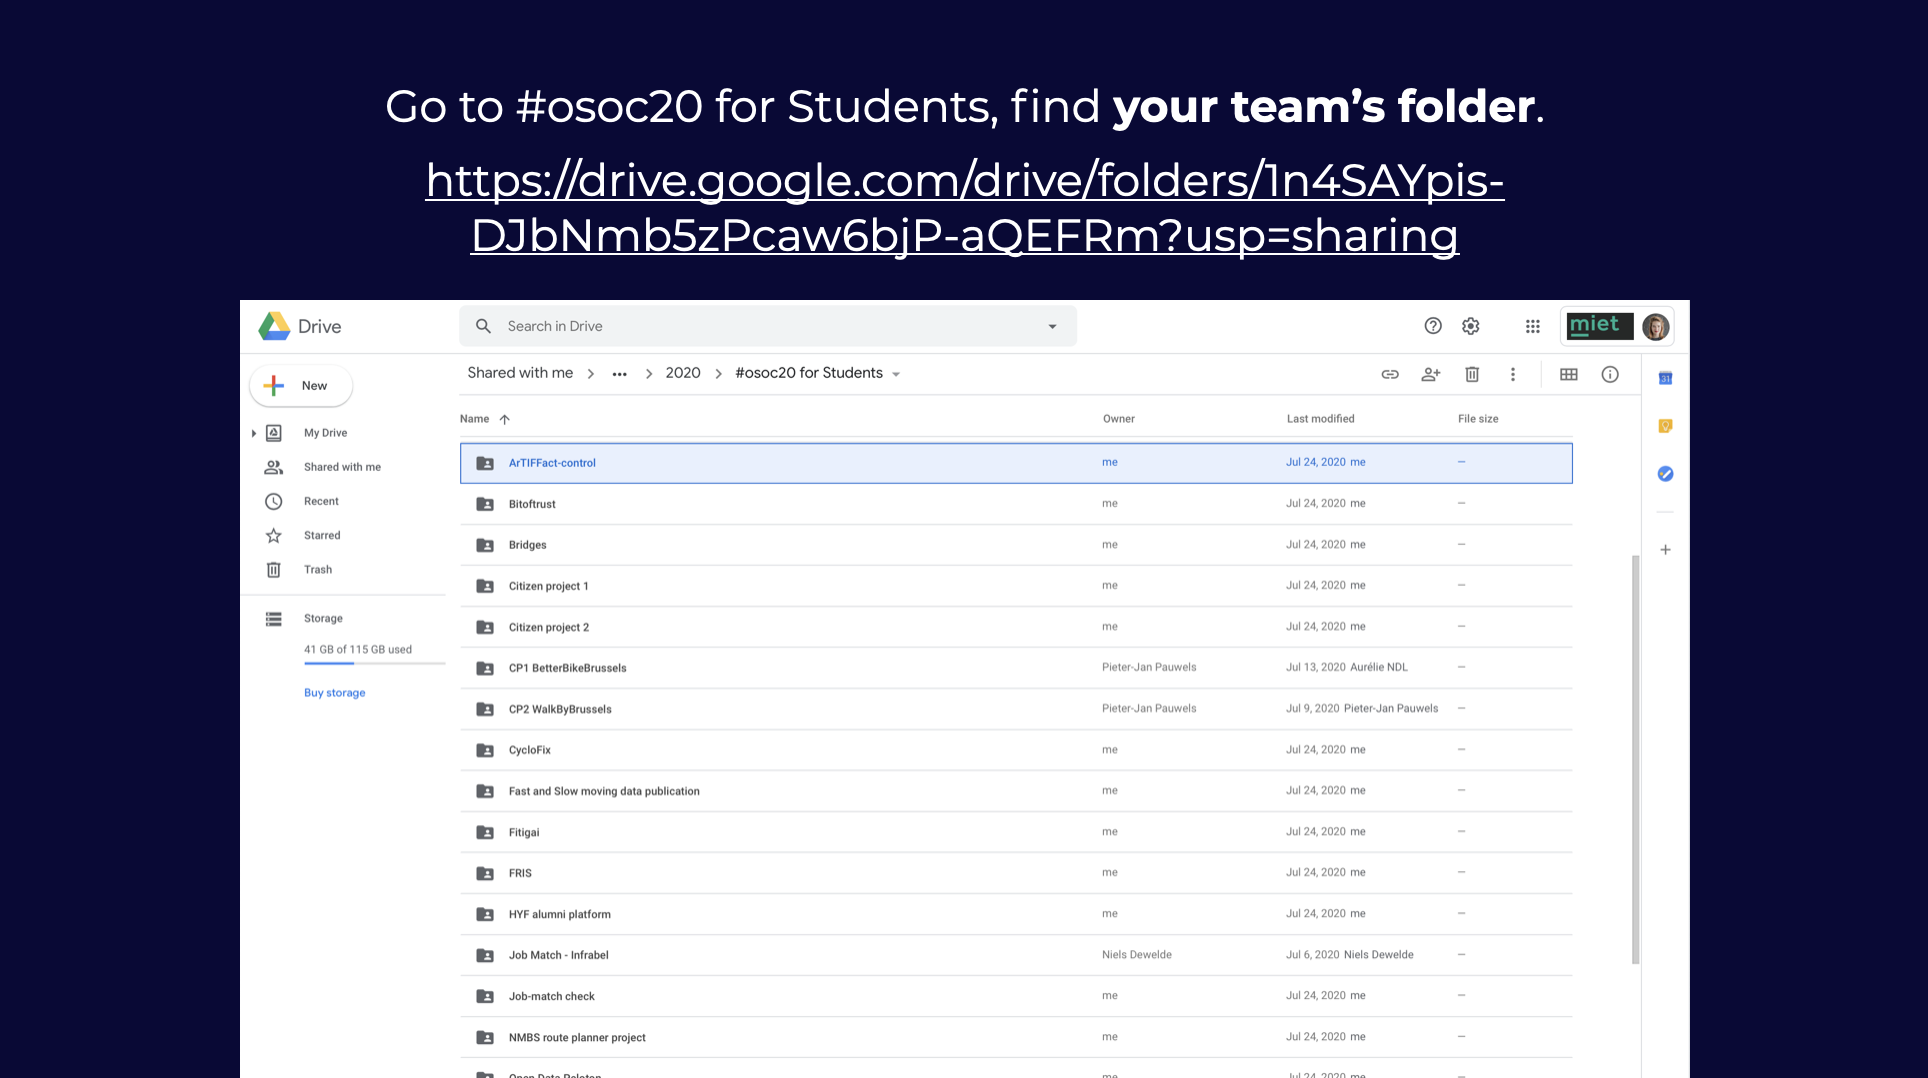 Go to #osoc20 for Students, find your team's folder.
https://drive.google.com/drive/folders/1n4SAYpis-
DJbNmb5zPcaw6bjP-aQEFRm?usp=sharing
Drive
Search in Drive
miet
New
Shared with me > ••• > 2020 > #osoc20 for Students
31
Name Owner Last modified File size
My Drive
Shared with me
Recent
Starred
Trash
Storage
41 GB of 115 GB used
Buy storage
ArTIFFact-control me Jul 24, 2020 me –
Bitoftrust me Jul 24, 2020 me –
Bridges me Jul 24, 2020 me –
Citizen project 1 me Jul 24, 2020 me –
Citizen project 2 me Jul 24, 2020 me –
CP1 BetterBikeBrussels Pieter-Jan Pauwels Jul 13, 2020 Aurélie NDL –
CP2 WalkByBrussels Pieter-Jan Pauwels Jul 9, 2020 Pieter-Jan Pauwels –
CycloFix me Jul 24, 2020 me –
Fast and Slow moving data publication me Jul 24, 2020 me –
Fitigai me Jul 24, 2020 me –
FRIS me Jul 24, 2020 me –
HYF alumni platform me Jul 24, 2020 me –
Job Match - Infrabel Niels Dewelde Jul 6, 2020 Niels Dewelde –
Job-match check me Jul 24, 2020 me –
NMBS route planner project me Jul 24, 2020 me –
Open Data Peloton me Jul 24, 2020 me